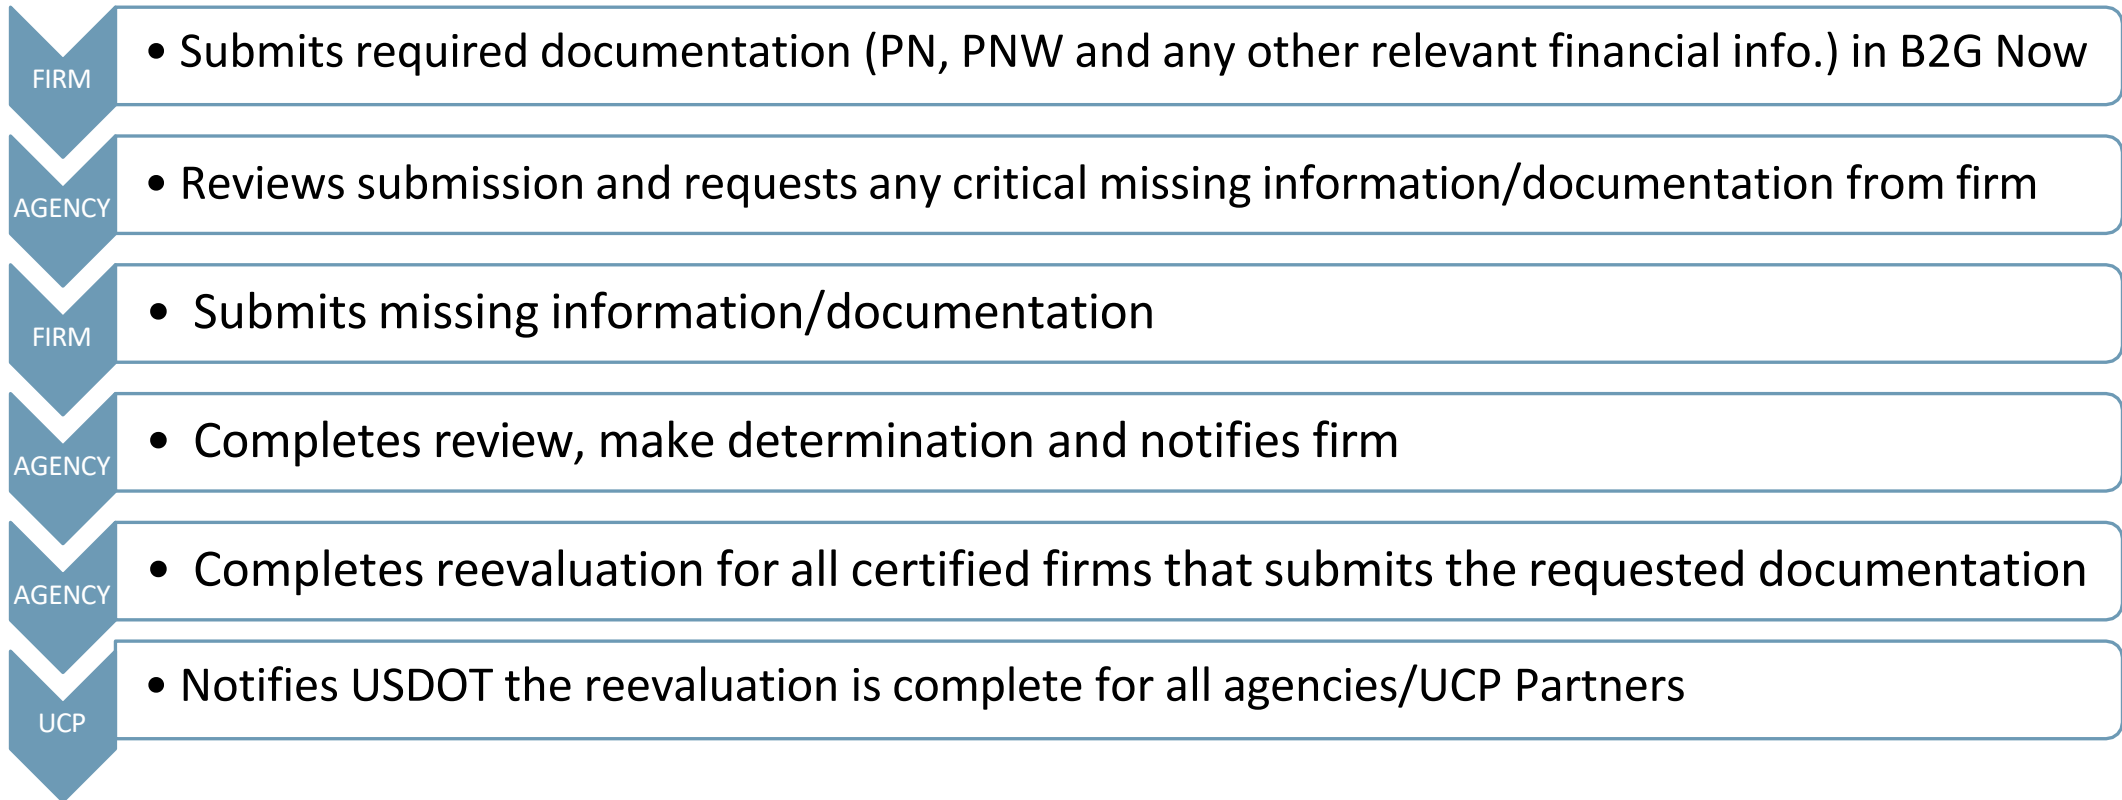 FIRM
• Submits required documentation (PN, PNW and any other relevant financial info.) in B2G Now
AGENCY
• Reviews submission and requests any critical missing information/documentation from firm
FIRM
• Submits missing information/documentation
AGENCY
• Completes review, make determination and notifies firm
AGENCY
• Completes reevaluation for all certified firms that submits the requested documentation
UCP
• Notifies USDOT the reevaluation is complete for all agencies/UCP Partners